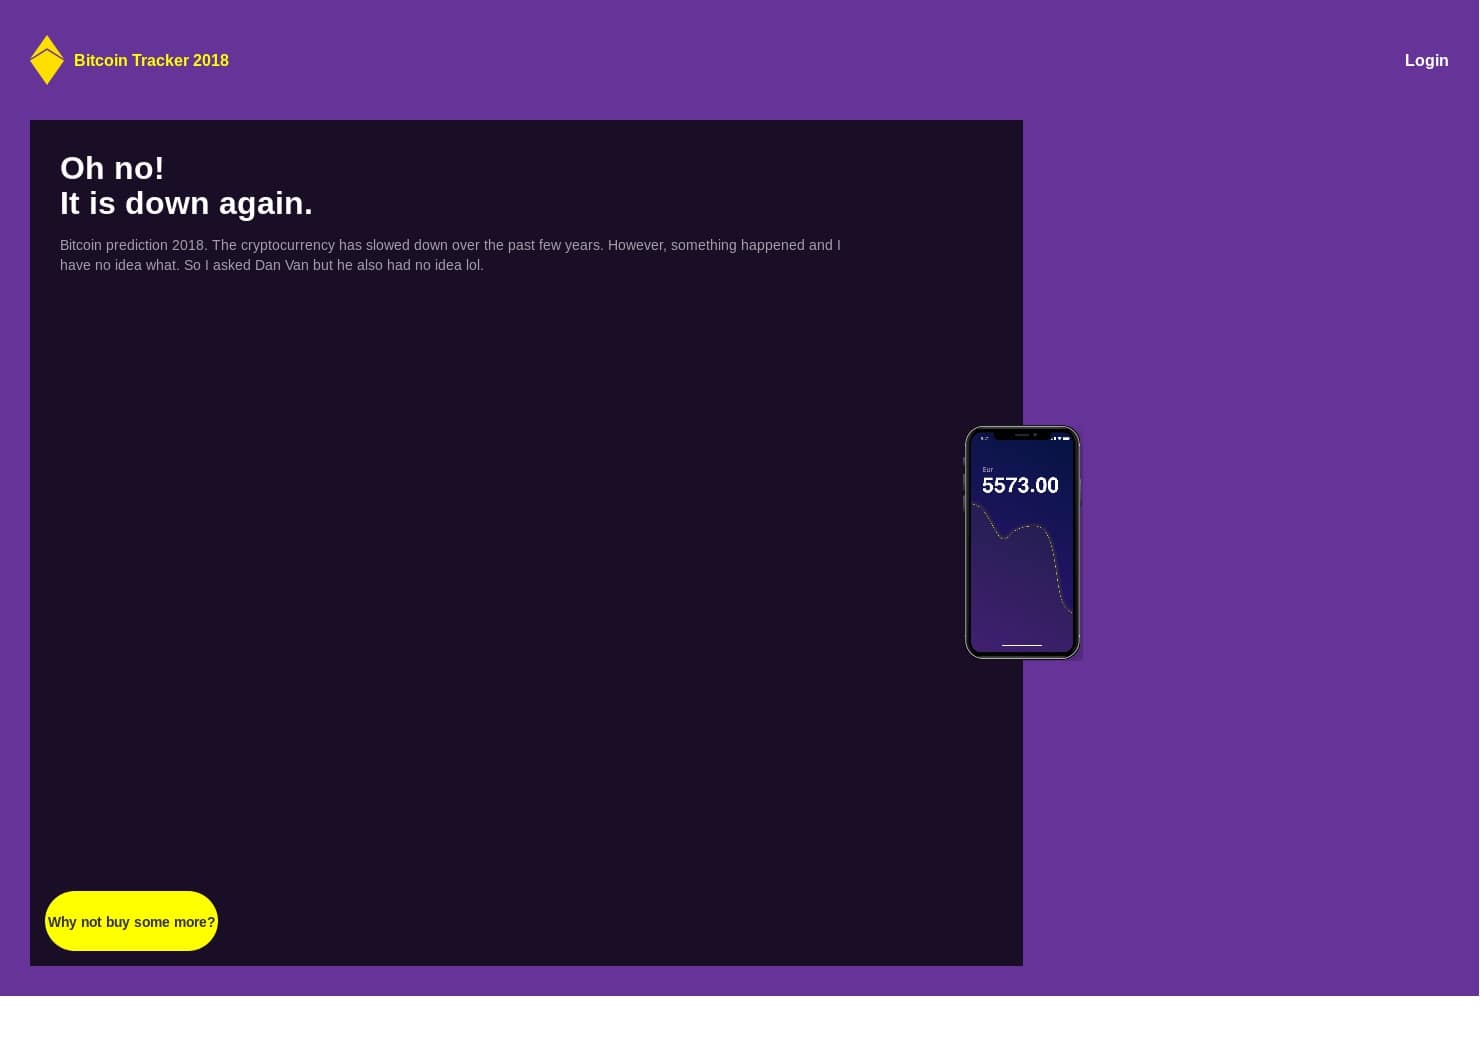 Bitcoin Tracker 2018
Login
Oh no!
It is down again.
Bitcoin prediction 2018. The cryptocurrency has slowed down over the past few years. However, something happened and I
have no idea what. So I asked Dan Van but he also had no idea lol.
Eur
5573.00
Why not buy some more?